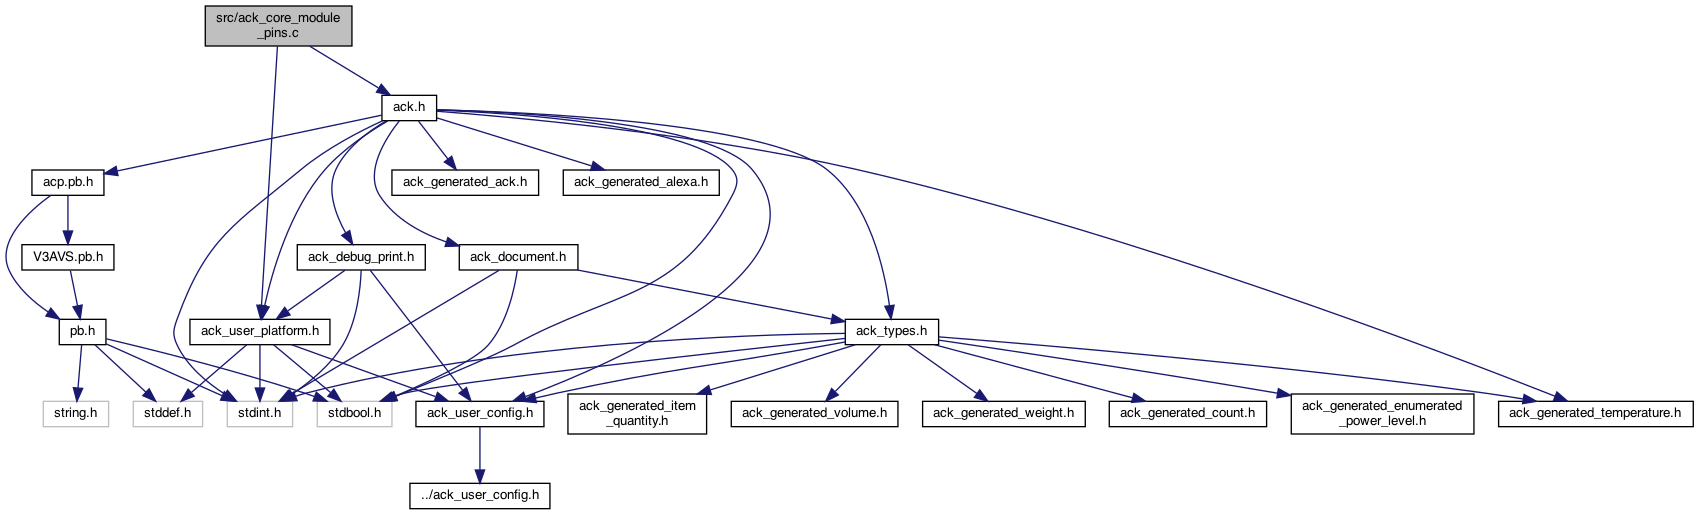 src/ack_core_module
_pins.c
ack.h
acp.pb.h
ack_generated_ack.h
ack_generated_alexa.h
V3AVS.pb.h
ack_debug_print.h
ack_document.h
pb.h
ack_user_platform.h
ack_types.h
string.h
stddef.h
stdint.h
stdbool.h
ack_user_config.h
ack_generated_item
_quantity.h
ack_generated_volume.h
ack_generated_weight.h
ack_generated_count.h
ack_generated_enumerated
_power_level.h
ack_generated_temperature.h
../ack_user_config.h